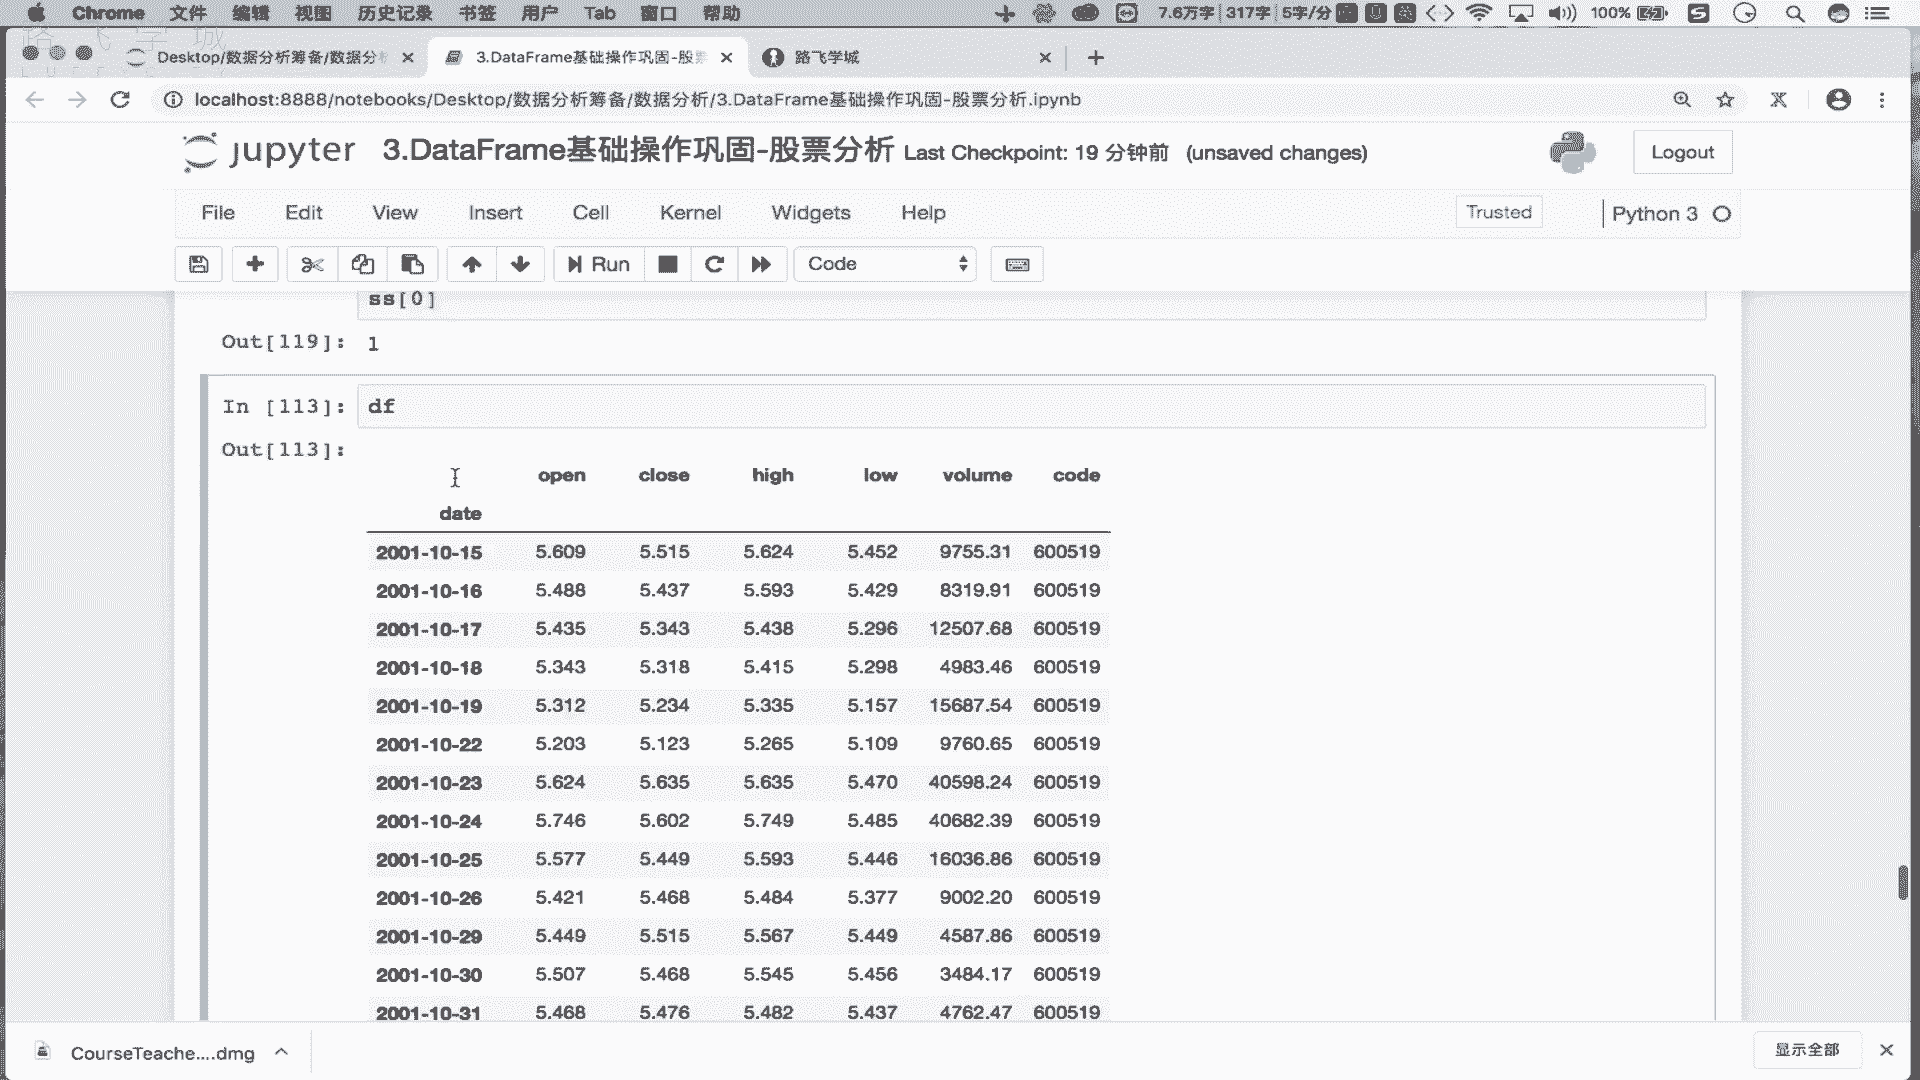 Chrome 文件 编辑 视图 历史记录 书签 用户 Tab 窗口 帮助 7.6万字 317字 5字/分 100%
路飞学城
Desktop/数据分析筹备/数据分析 3.DataFrame基础操作巩固-股票 路飞学城
localhost:8888/notebooks/Desktop/数据分析筹备/数据分析/3.DataFrame基础操作巩固-股票分析.ipynb
jupyter 3.DataFrame基础操作巩固-股票分析 Last Checkpoint: 19 分钟前 (unsaved changes) Logout
File Edit View Insert Cell Kernel Widgets Help Trusted Python 3
Run Code
ss[0]
Out[119]: 1
In [113]: df
Out[113]:
open close high low volume code
date
2001-10-15 5.609 5.515 5.624 5.452 9755.31 600519
2001-10-16 5.488 5.437 5.593 5.429 8319.91 600519
2001-10-17 5.435 5.343 5.438 5.296 12507.68 600519
2001-10-18 5.343 5.318 5.415 5.298 4983.46 600519
2001-10-19 5.312 5.234 5.335 5.157 15687.54 600519
2001-10-22 5.203 5.123 5.265 5.109 9760.65 600519
2001-10-23 5.624 5.635 5.635 5.470 40598.24 600519
2001-10-24 5.746 5.602 5.749 5.485 40682.39 600519
2001-10-25 5.577 5.449 5.593 5.446 16036.86 600519
2001-10-26 5.421 5.468 5.484 5.377 9002.20 600519
2001-10-29 5.449 5.515 5.567 5.449 4587.86 600519
2001-10-30 5.507 5.468 5.545 5.456 3484.17 600519
2001-10-31 5.468 5.476 5.482 5.437 4762.47 600519
CourseTeache....dmg 显示全部